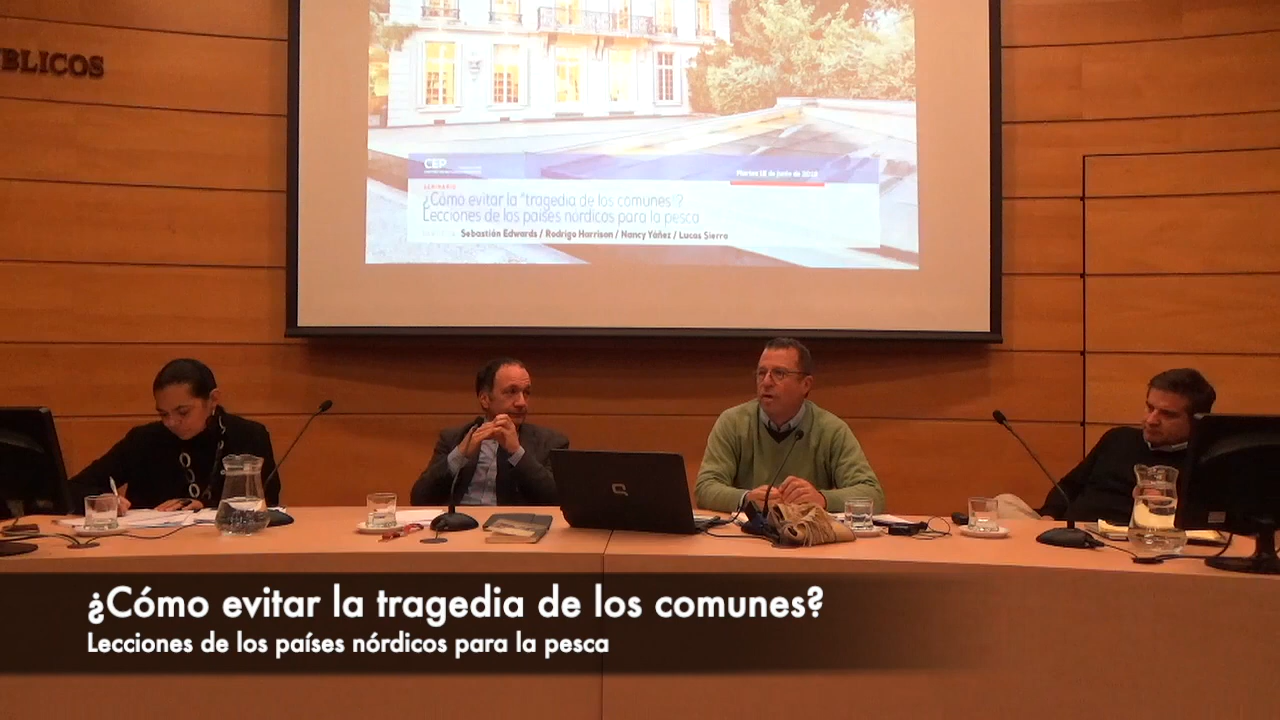 BLICOS
CEP
Martes 18 de junio de 2019
SEMINARIO
¿Cómo evitar la "tragedia de los comunes"?
Lecciones de los países nórdicos para la pesca
Sebastián Edwards / Rodrigo Harrison / Nancy Yáñez / Lucas Sierra
¿Cómo evitar la tragedia de los comunes?
Lecciones de los países nórdicos para la pesca